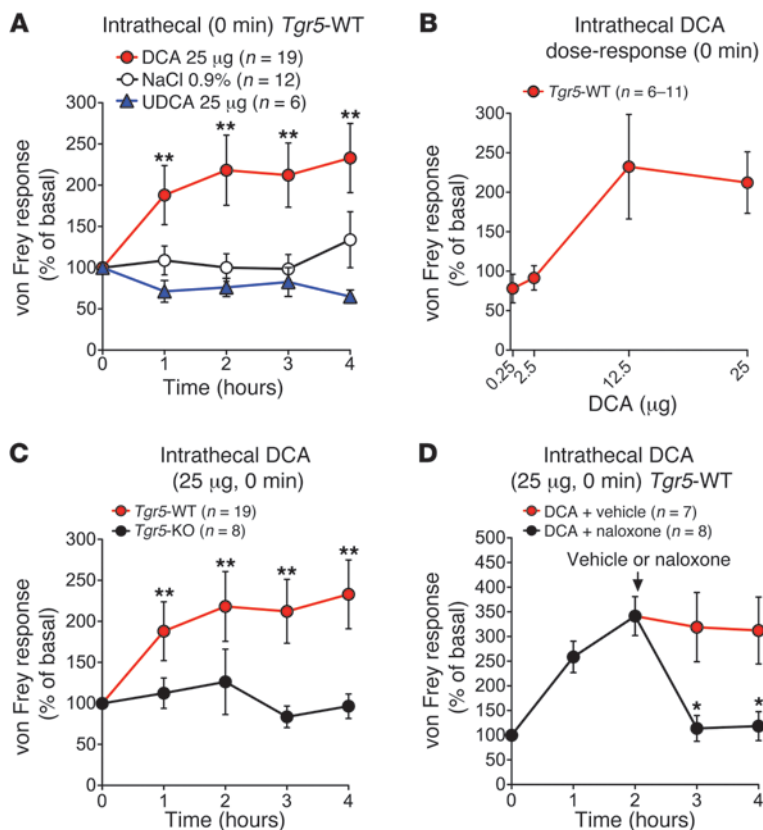 A
Intrathecal (0 min) Tgr5-WT
DCA 25 μg (n = 19)
NaCl 0.9% (n = 12)
UDCA 25 μg (n = 6)
von Frey response
(% of basal)
300
250
200
150
100
50
0
** ** ** **
0 1 2 3 4
Time (hours)
B
Intrathecal DCA
dose-response (0 min)
Tgr5-WT (n = 6–11)
von Frey response
(% of basal)
300
250
200
150
100
50
0
0.25 2.5 12.5 25
DCA (μg)
C
Intrathecal DCA
(25 μg, 0 min)
Tgr5-WT (n = 19)
Tgr5-KO (n = 8)
von Frey response
(% of basal)
300
250
200
150
100
50
0
** ** ** **
0 1 2 3 4
Time (hours)
D
Intrathecal DCA
(25 μg, 0 min) Tgr5-WT
DCA + vehicle (n = 7)
DCA + naloxone (n = 8)
Vehicle or naloxone
von Frey response
(% of basal)
500
450
400
350
300
250
200
150
100
50
0
* *
0 1 2 3 4
Time (hours)